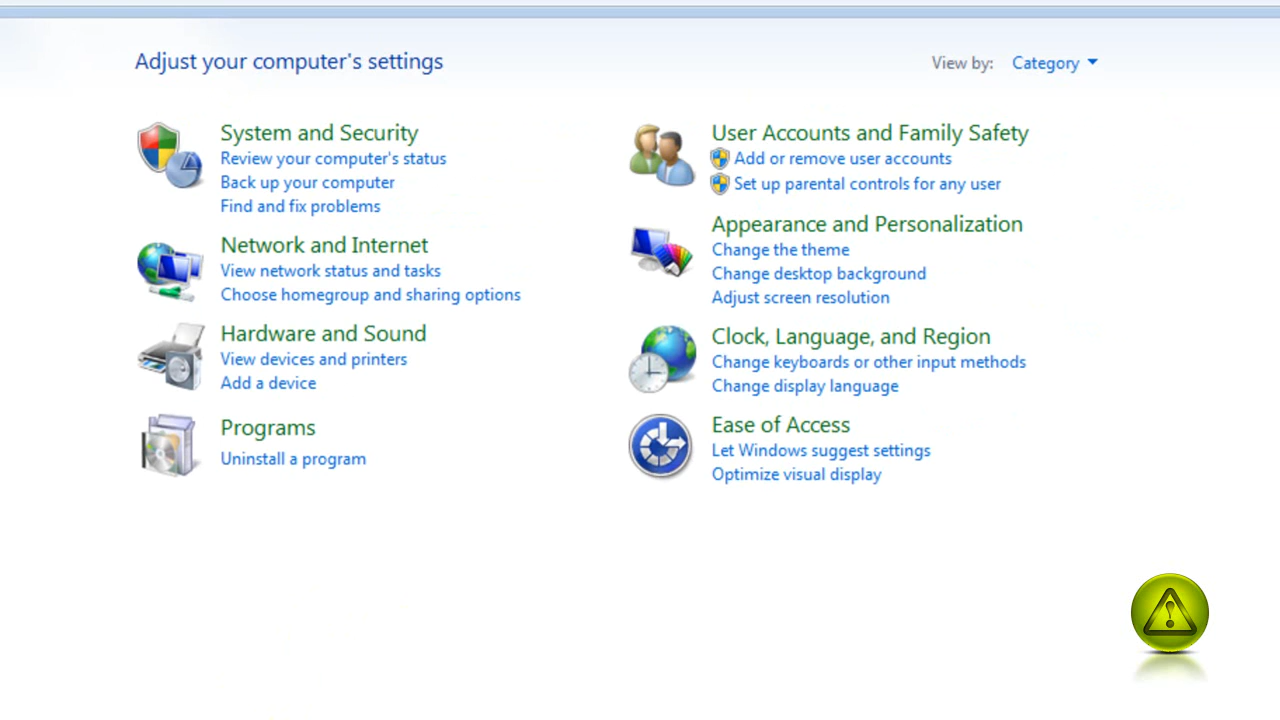 Adjust your computer's settings
View by: Category
System and Security
Review your computer's status
Back up your computer
Find and fix problems
Network and Internet
View network status and tasks
Choose homegroup and sharing options
Hardware and Sound
View devices and printers
Add a device
Programs
Uninstall a program
User Accounts and Family Safety
Add or remove user accounts
Set up parental controls for any user
Appearance and Personalization
Change the theme
Change desktop background
Adjust screen resolution
Clock, Language, and Region
Change keyboards or other input methods
Change display language
Ease of Access
Let Windows suggest settings
Optimize visual display